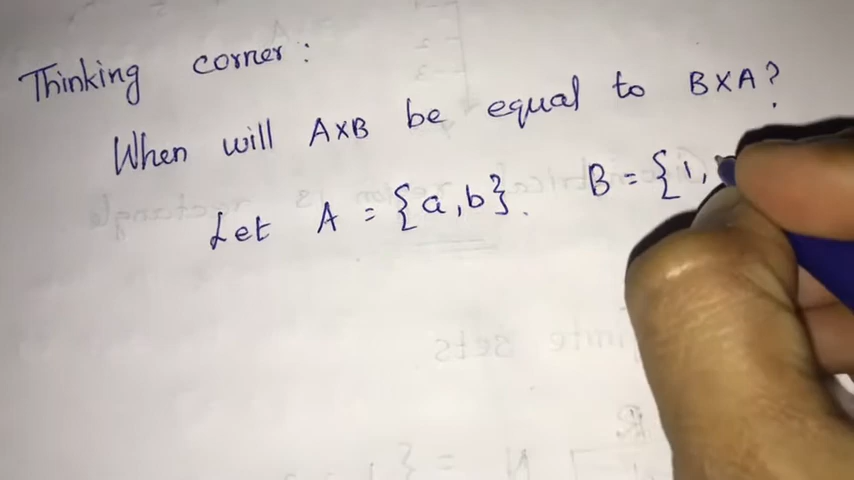 Thinking corner:
When will A×B be equal to B×A?
Let A = {a,b}. B = {1,